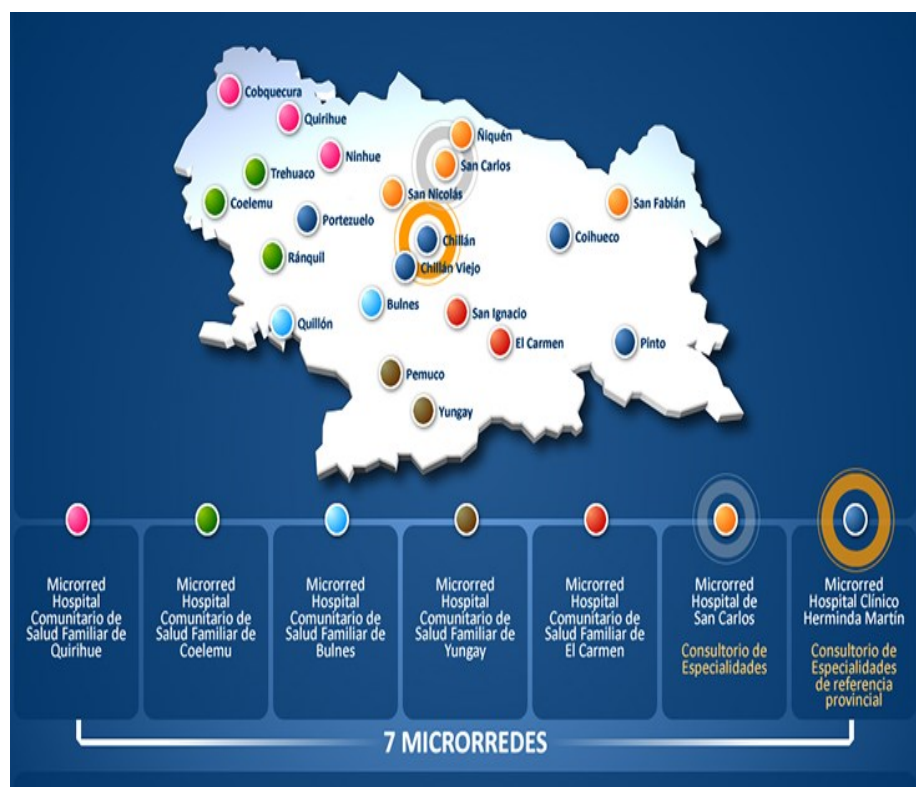 Cobquecura
Quirihue
Ñiquén
Ninhue
San Carlos
Trehuaco
San Nicolás
San Fabián
Coelemu
Portezuelo
Chillán
Coihueco
Ránquil
Chillán Viejo
Bulnes
San Ignacio
Quillón
El Carmen
Pinto
Pemuco
Yungay
Microrred
Hospital
Comunitario de
Salud Familiar de
Quirihue
Microrred
Hospital
Comunitario de
Salud Familiar de
Coelemu
Microrred
Hospital
Comunitario de
Salud Familiar de
Bulnes
Microrred
Hospital
Comunitario de
Salud Familiar de
Yungay
Microrred
Hospital
Comunitario de
Salud Familiar de
El Carmen
Microrred
Hospital de
San Carlos
Consultorio de
Especialidades
Microrred
Hospital Clínico
Herminda Martín
Consultorio de
Especialidades
de referencia
provincial
7 MICRORREDES